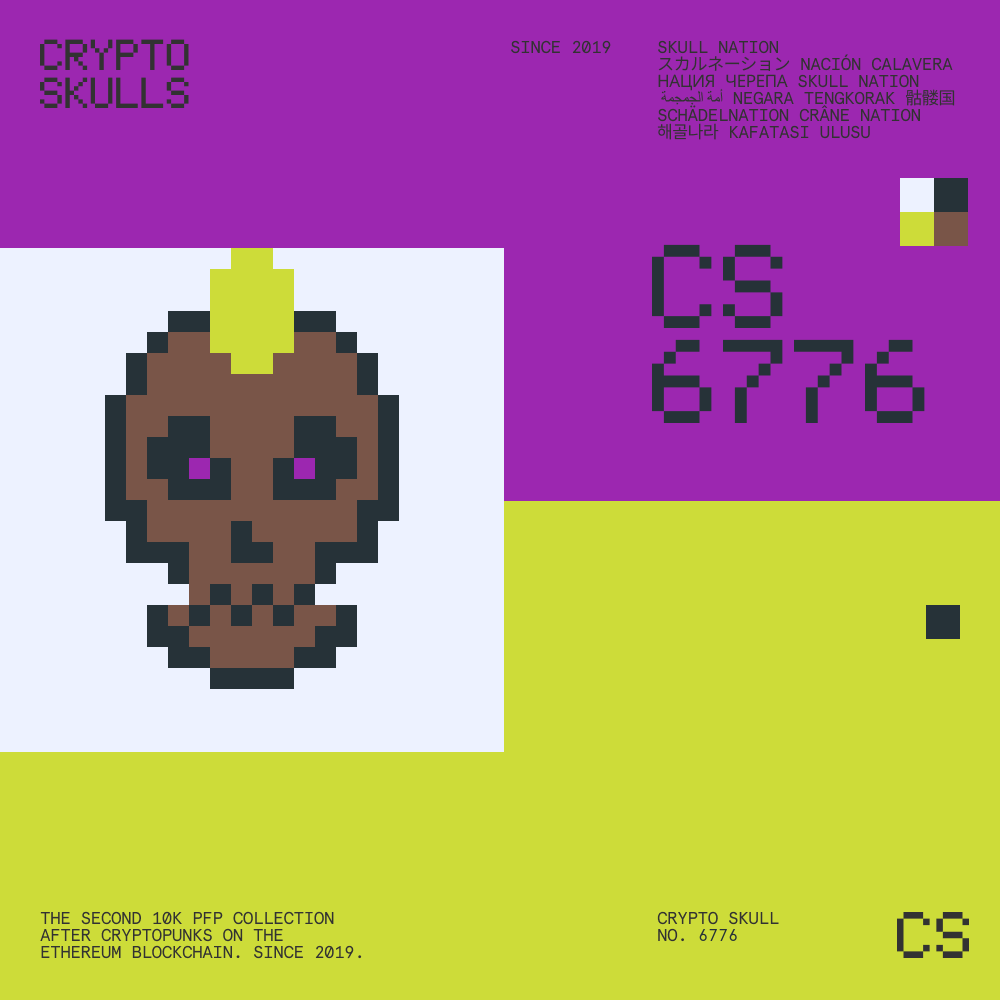 CRYPTO
SKULLS
SINCE 2019
SKULL NATION
スカルネーション NACIÓN CALAVERA
НАЦИЯ ЧЕРЕПА SKULL NATION
أمة الجمجمة NEGARA TENGKORAK 骷髅国
SCHÄDELNATION CRÂNE NATION
해골나라 KAFATASI ULUSU
CS
6776
THE SECOND 10K PFP COLLECTION
AFTER CRYPTOPUNKS ON THE
ETHEREUM BLOCKCHAIN. SINCE 2019.
CRYPTO SKULL
NO. 6776
CS